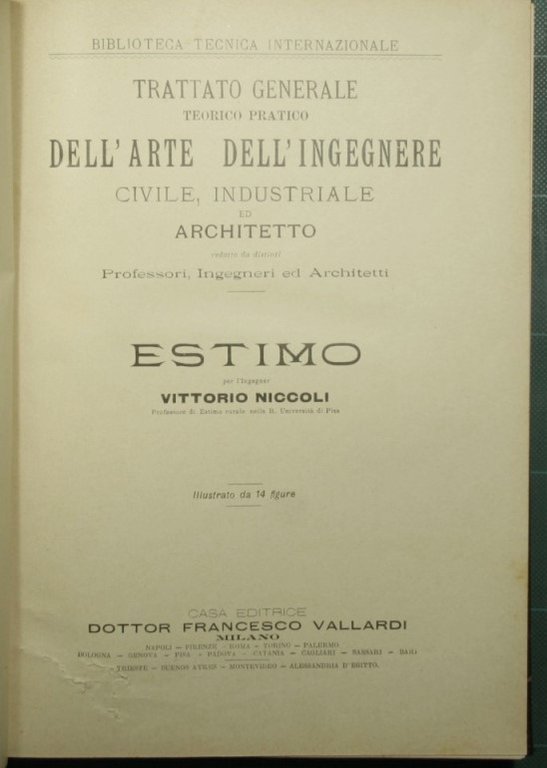 BIBLIOTECA TECNICA INTERNAZIONALE
TRATTATO GENERALE
TEORICO PRATICO
DELL'ARTE DELL'INGEGNERE
CIVILE, INDUSTRIALE
ED
ARCHITETTO
redatto da distinti
Professori, Ingegneri ed Architetti
ESTIMO
per l'Ingegner
VITTORIO NICCOLI
Professore di Estimo rurale nella R. Università di Pisa
Illustrato da 14 figure
CASA EDITRICE
DOTTOR FRANCESCO VALLARDI
MILANO
NAPOLI — FIRENZE - ROMA — TORINO — PALERMO
BOLOGNA — GENOVA — PISA — PADOVA — CATANIA — CAGLIARI — SASSARI — BARI
TRIESTE — BUENOS AYRES — MONTEVIDEO — ALESSANDRIA D'EGITTO.